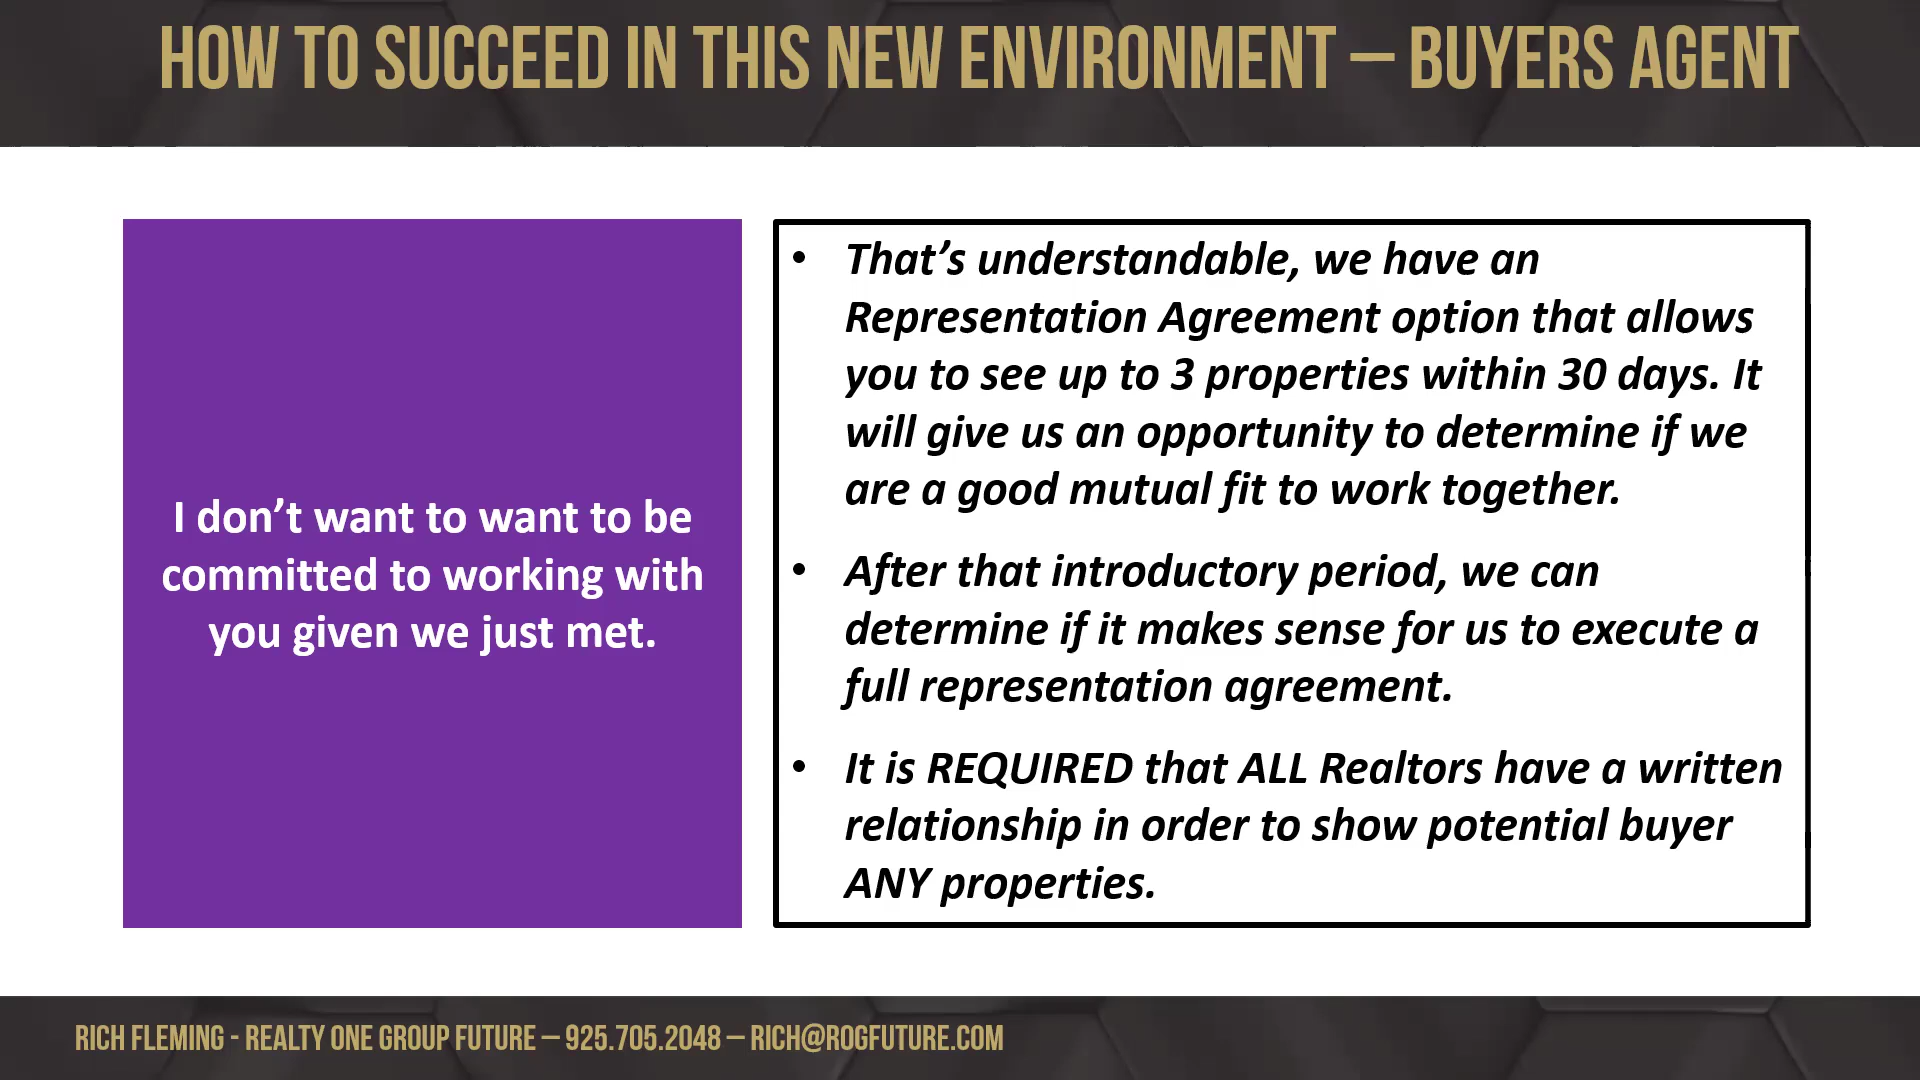 HOW TO SUCCEED IN THIS NEW ENVIRONMENT – BUYERS AGENT
I don’t want to want to be
committed to working with
you given we just met.
• That’s understandable, we have an
Representation Agreement option that allows
you to see up to 3 properties within 30 days. It
will give us an opportunity to determine if we
are a good mutual fit to work together.
• After that introductory period, we can
determine if it makes sense for us to execute a
full representation agreement.
• It is REQUIRED that ALL Realtors have a written
relationship in order to show potential buyer
ANY properties.
RICH FLEMING - REALTY ONE GROUP FUTURE – 925.705.2048 – RICH@ROGFUTURE.COM